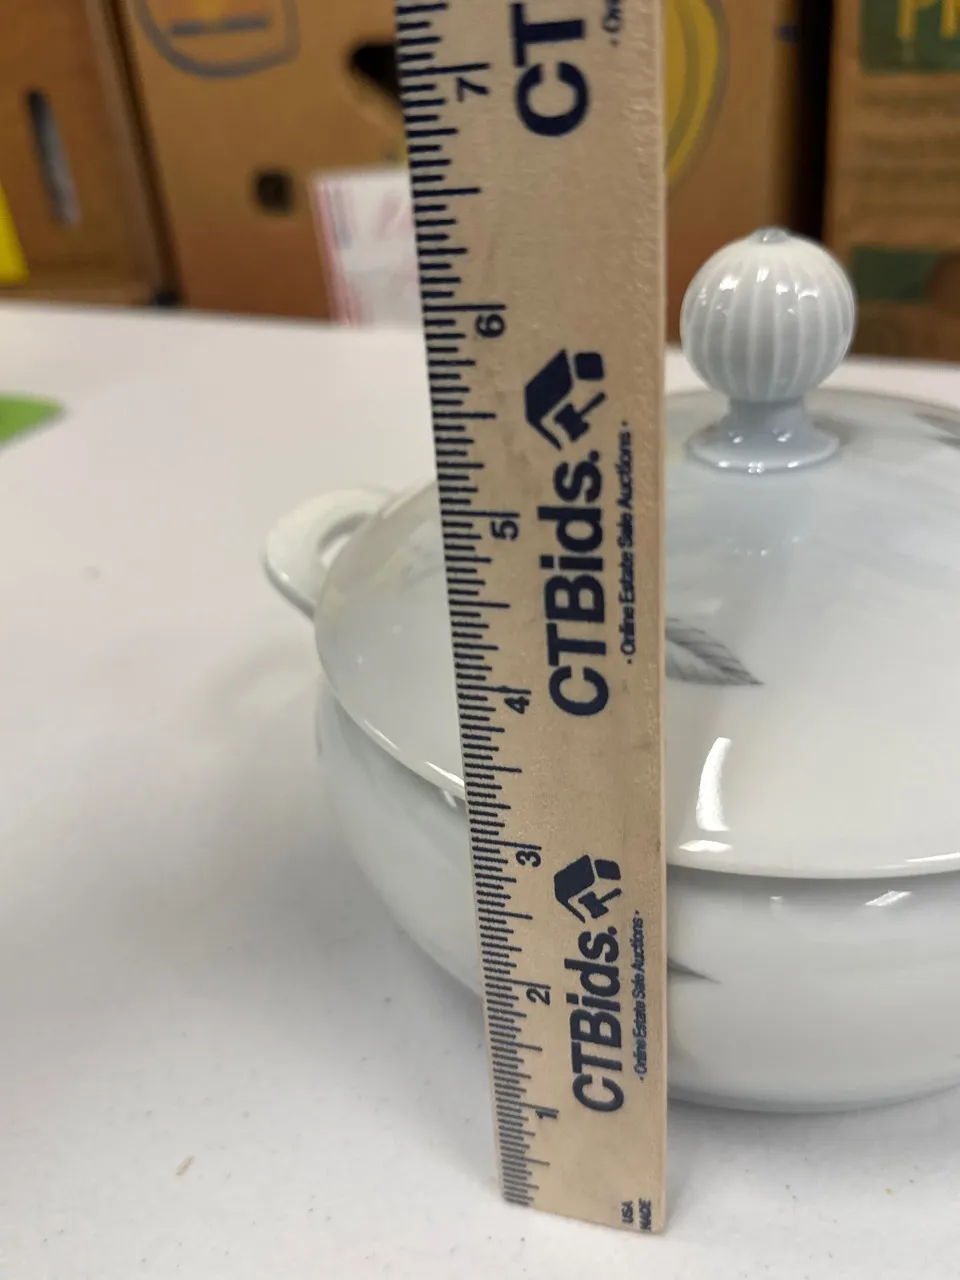 CT
· On
7
6
CTBids.
· Online Estate Sale Auctions ·
5
4
3
CTBids.
· Online Estate Sale Auctions ·
2
1
USA
MADE